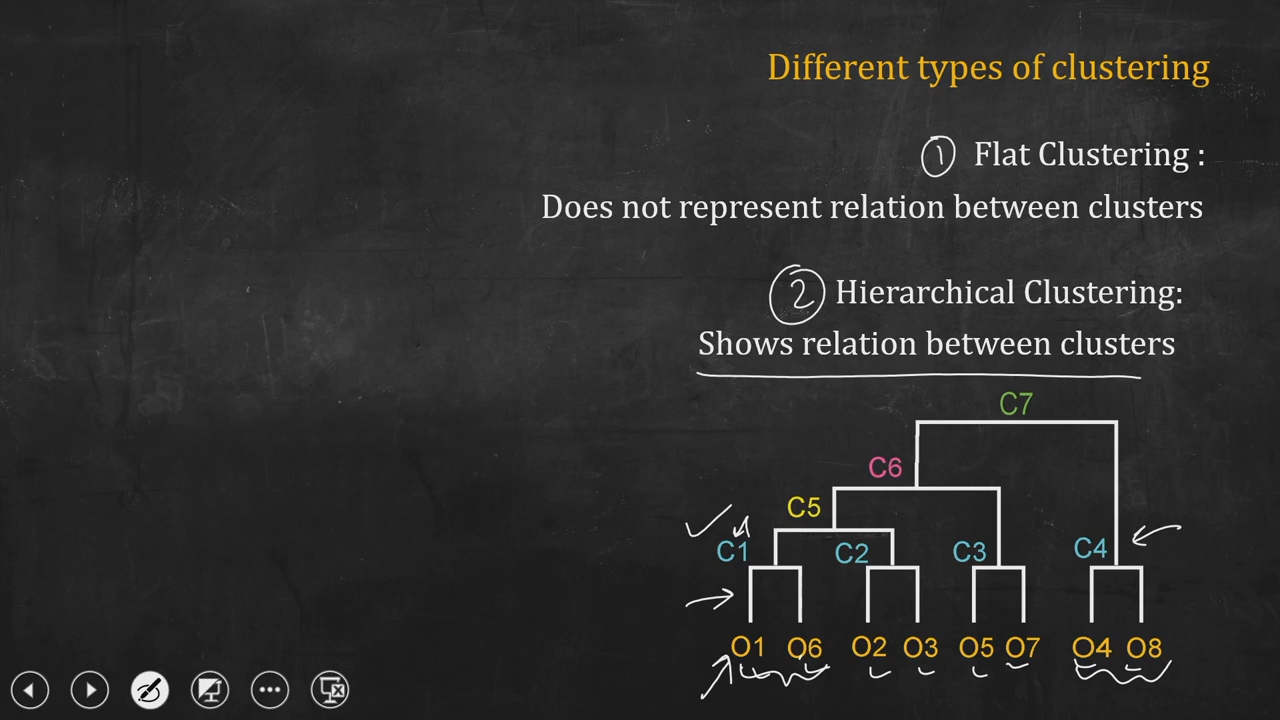 Different types of clustering
1 Flat Clustering :
Does not represent relation between clusters
2 Hierarchical Clustering:
Shows relation between clusters
C7
C6
C5
C1 C2 C3 C4
O1 O6 O2 O3 O5 O7 O4 O8